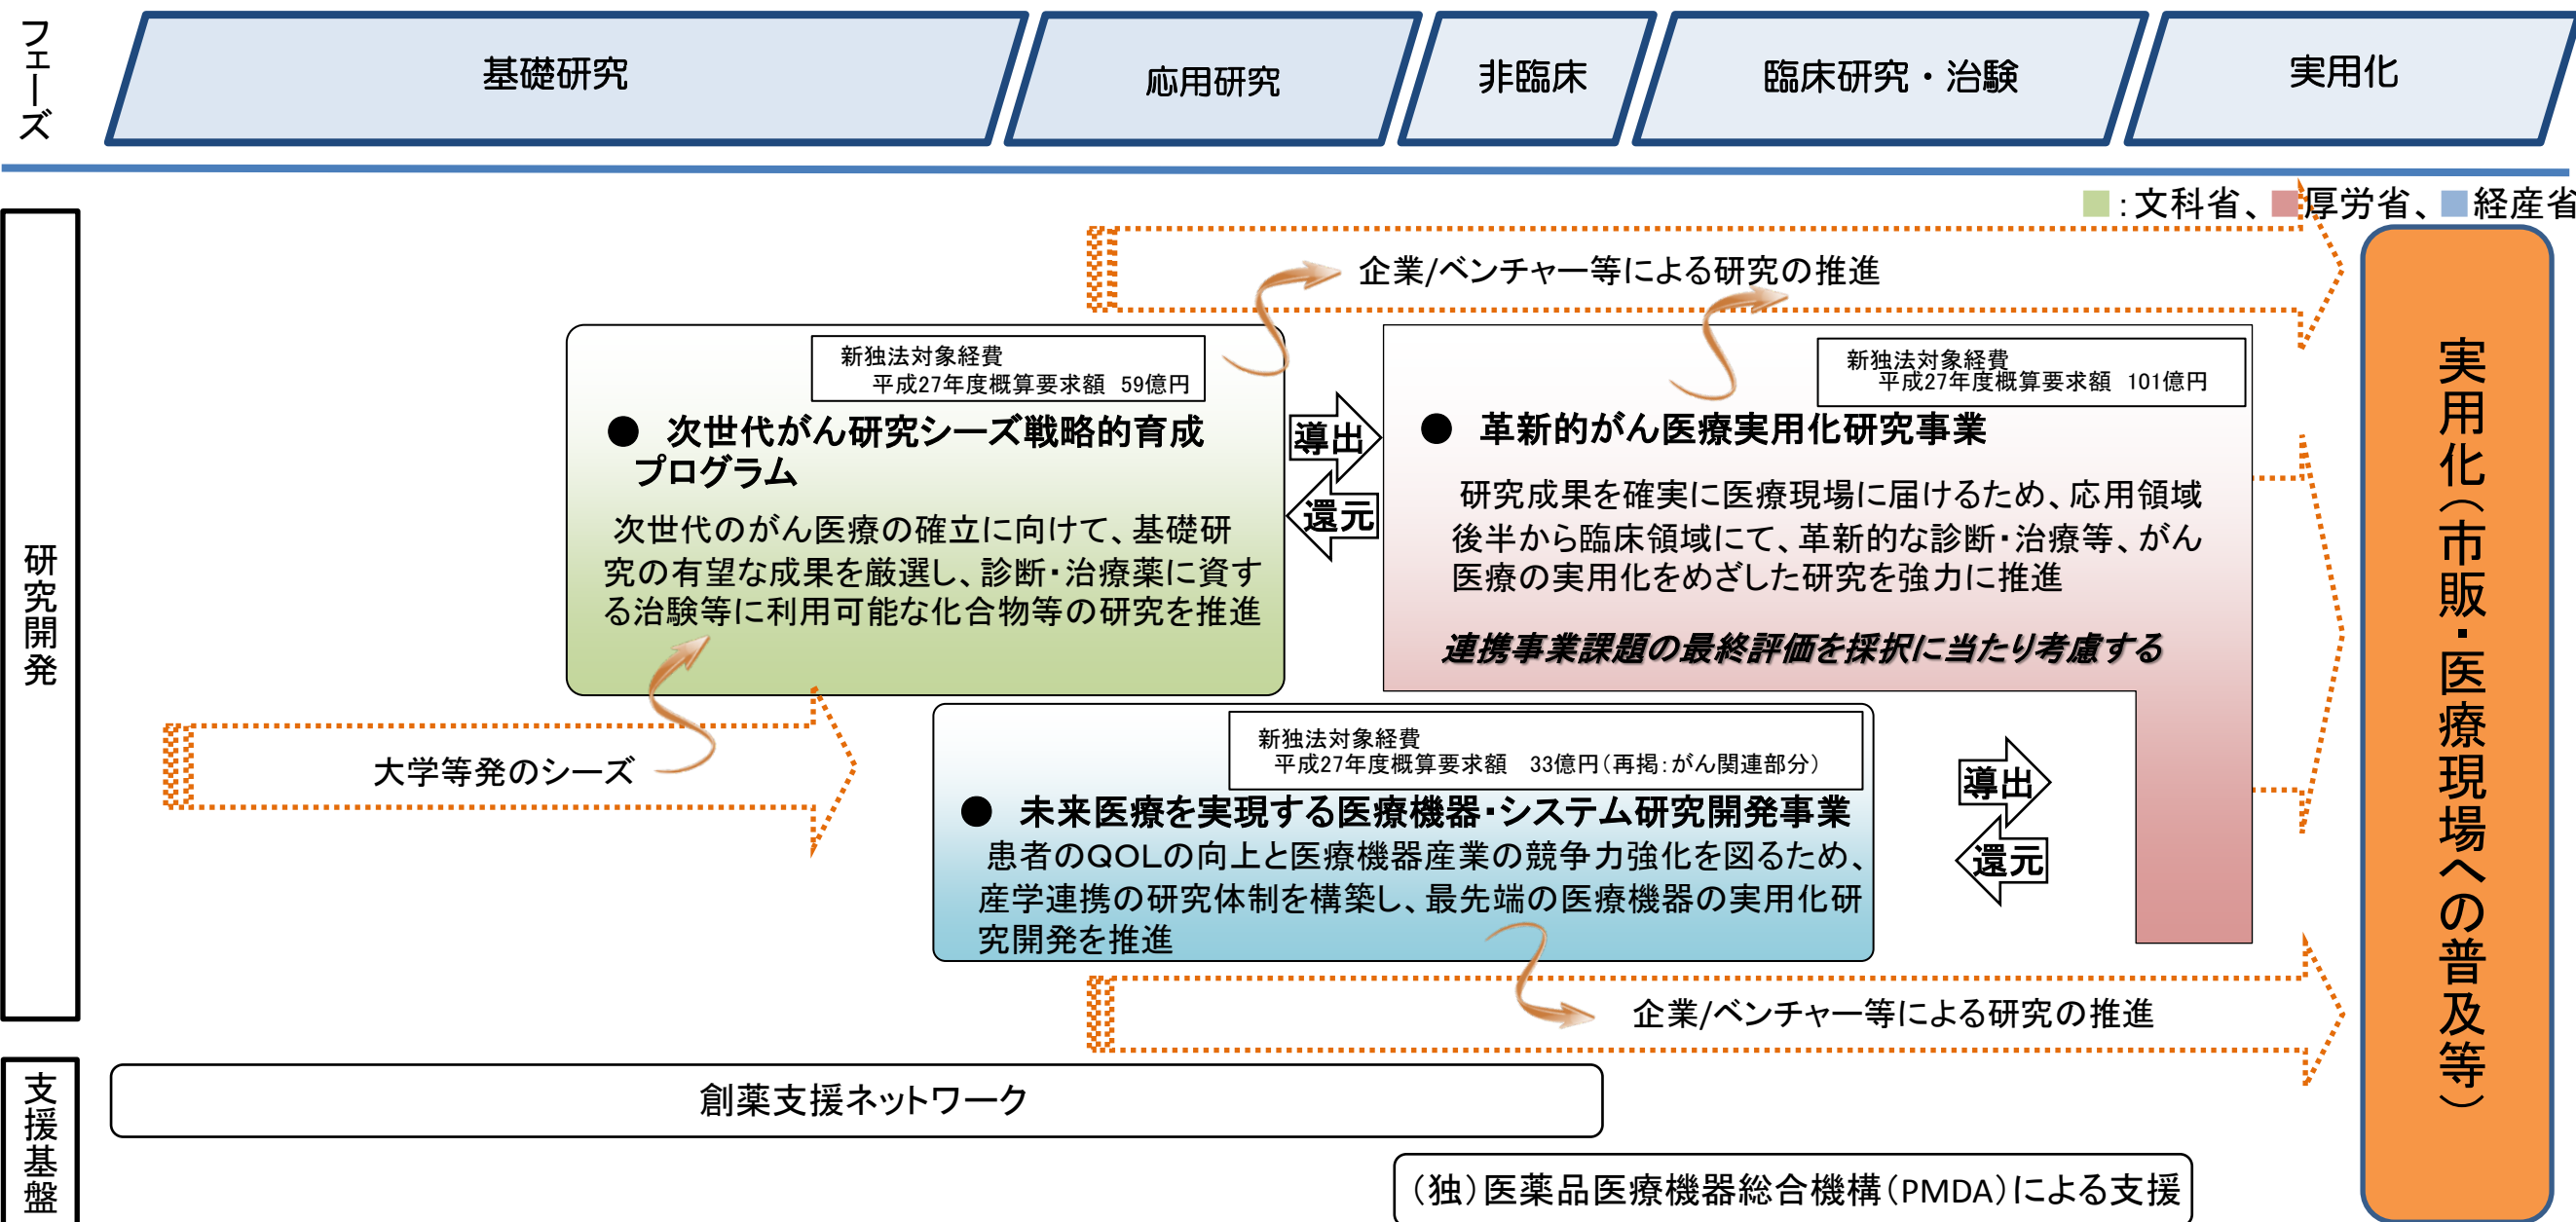 フェーズ
基礎研究
応用研究
非臨床
臨床研究・治験
実用化
:文科省、厚労省、経産省
研究開発
企業/ベンチャー等による研究の推進
新独法対象経費
平成27年度概算要求額 59億円
● 次世代がん研究シーズ戦略的育成
プログラム
次世代のがん医療の確立に向けて、基礎研
究の有望な成果を厳選し、診断・治療薬に資す
る治験等に利用可能な化合物等の研究を推進
導出
還元
新独法対象経費
平成27年度概算要求額 101億円
● 革新的がん医療実用化研究事業
研究成果を確実に医療現場に届けるため、応用領域
後半から臨床領域にて、革新的な診断・治療等、がん
医療の実用化をめざした研究を強力に推進
連携事業課題の最終評価を採択に当たり考慮する
大学等発のシーズ
新独法対象経費
平成27年度概算要求額 33億円(再掲:がん関連部分)
● 未来医療を実現する医療機器・システム研究開発事業
患者のQOLの向上と医療機器産業の競争力強化を図るため、
産学連携の研究体制を構築し、最先端の医療機器の実用化研
究開発を推進
導出
還元
企業/ベンチャー等による研究の推進
実用化(市販・医療現場への普及等)
支援基盤
創薬支援ネットワーク
(独)医薬品医療機器総合機構(PMDA)による支援